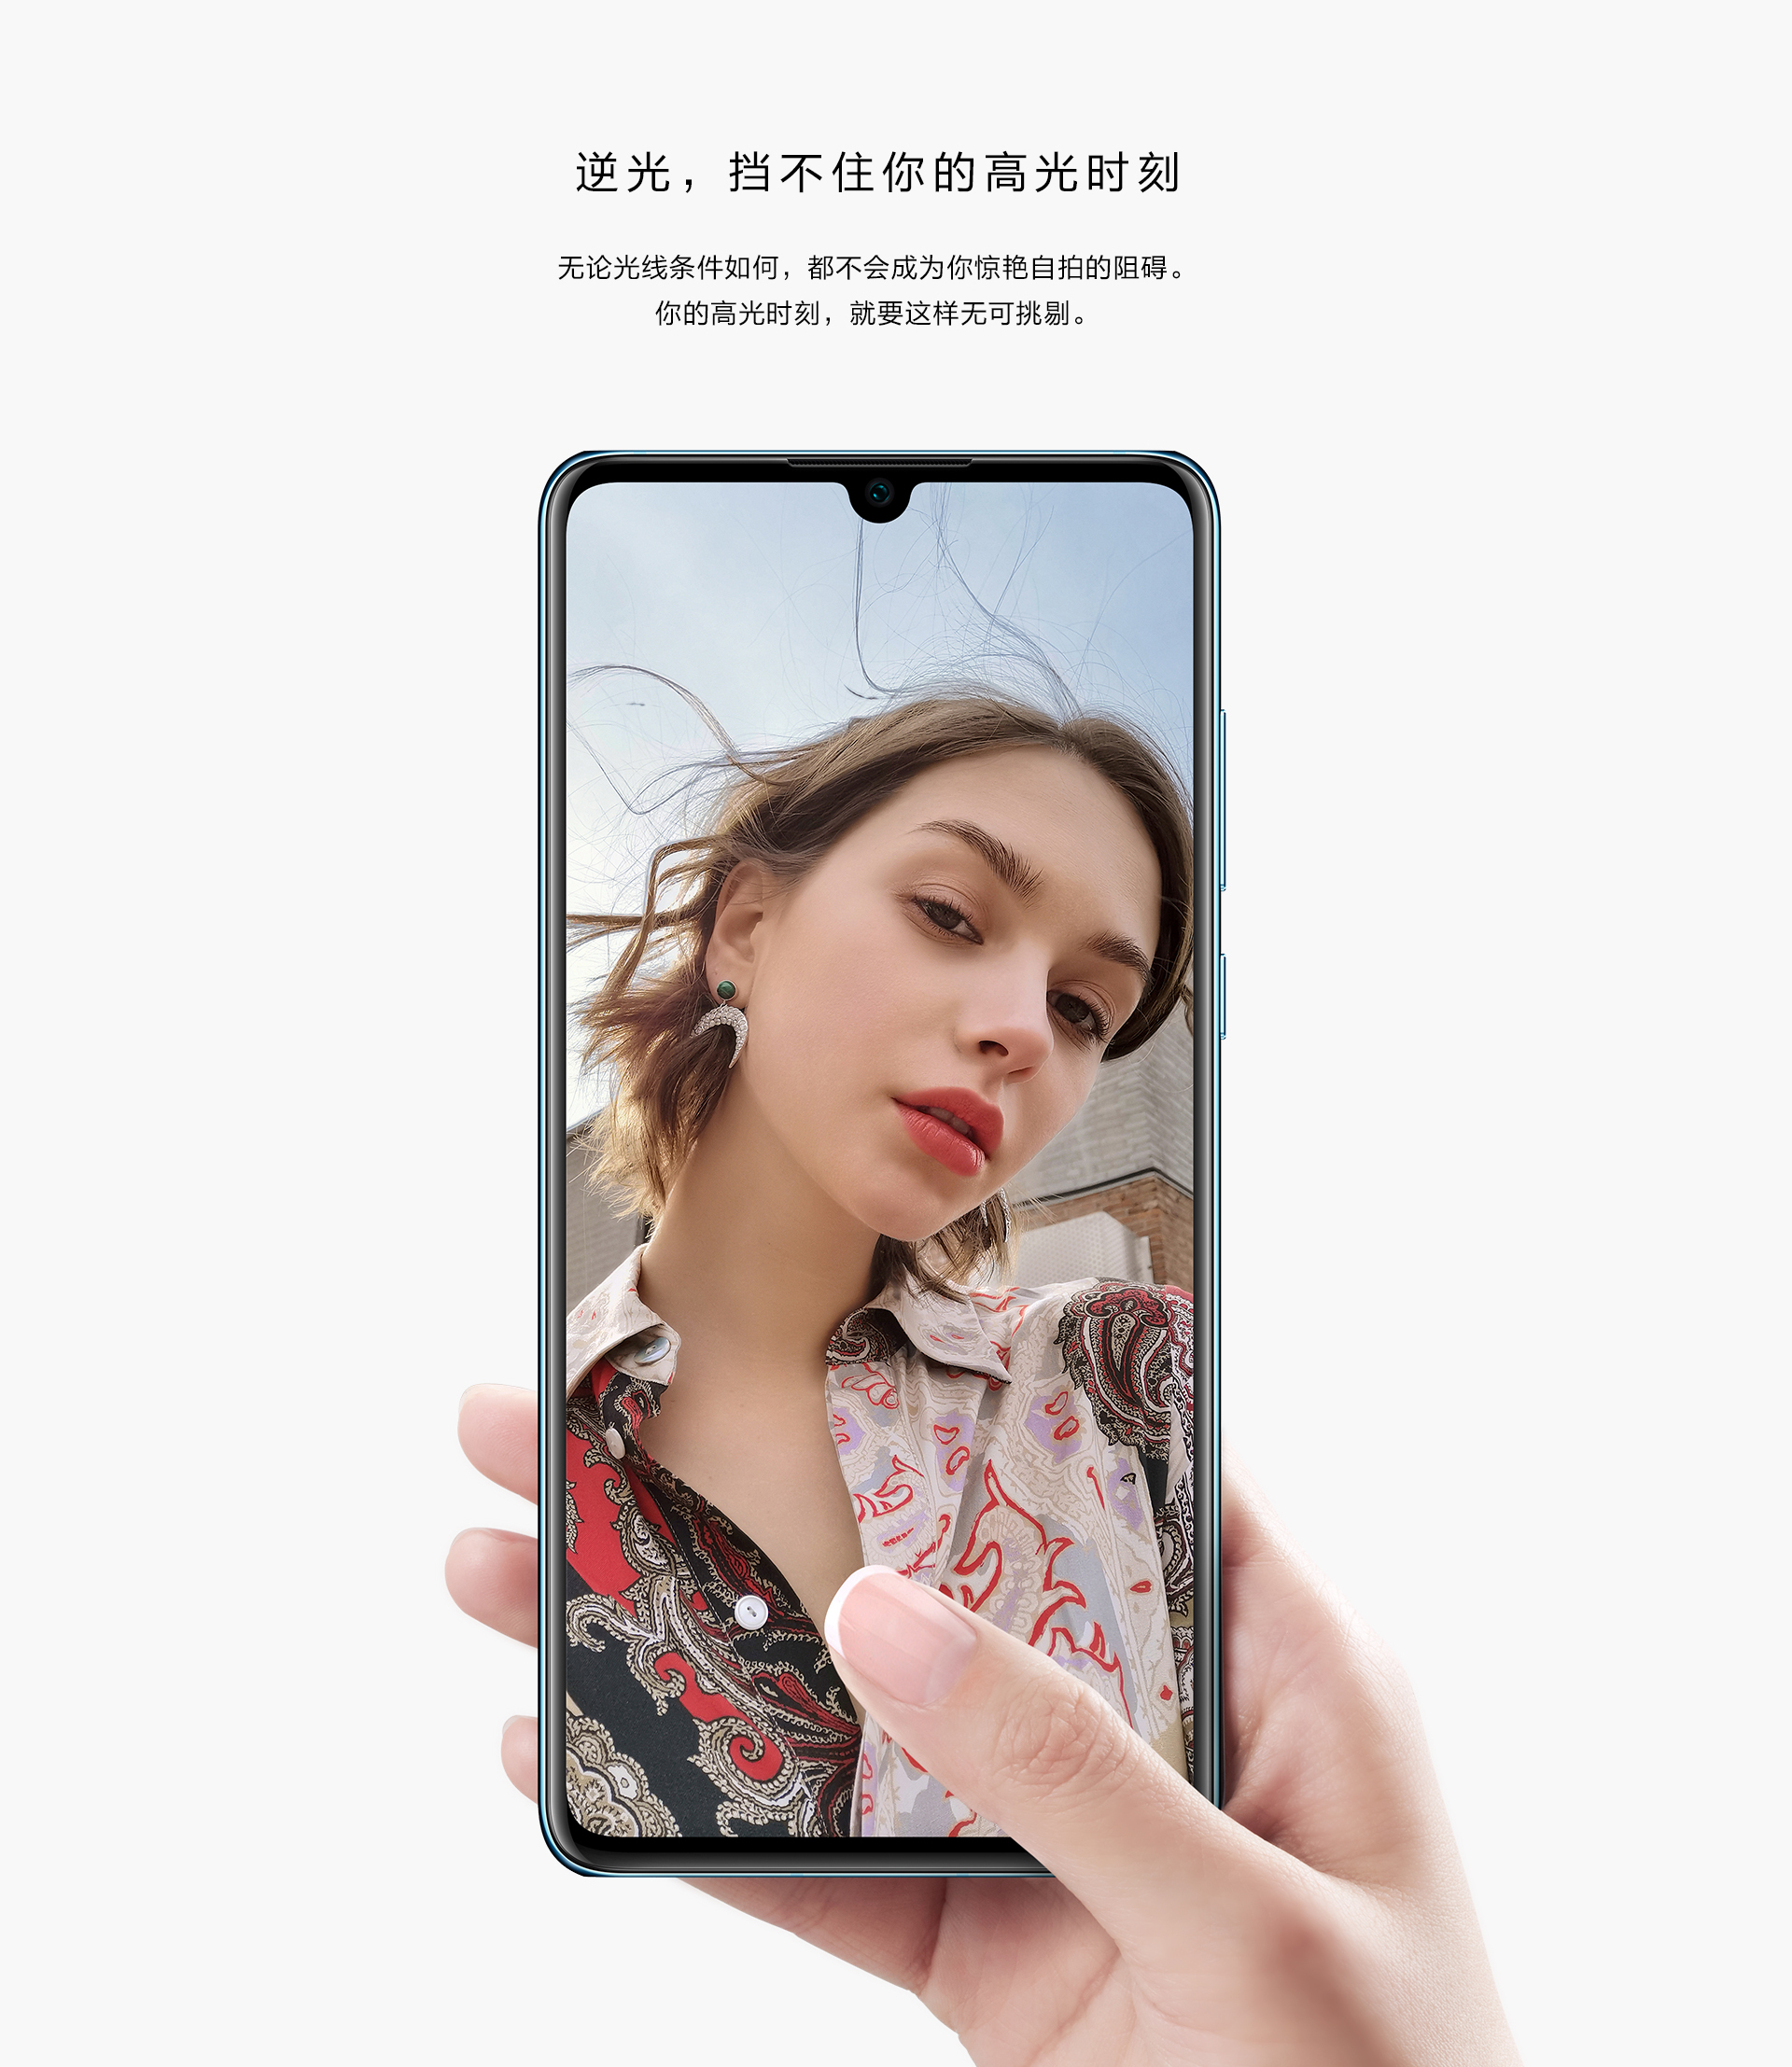 逆光，挡不住你的高光时刻
无论光线条件如何，都不会成为你惊艳自拍的阻碍。
你的高光时刻，就要这样无可挑剔。